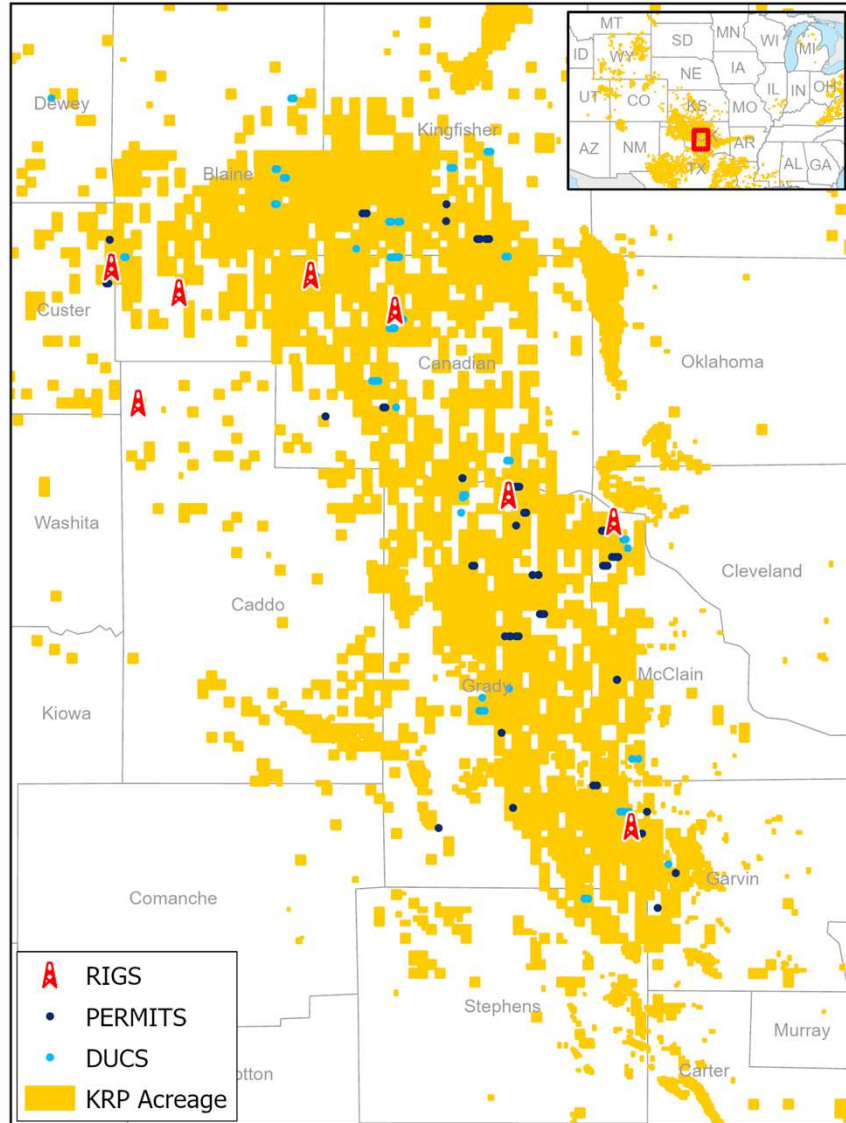 MT
ND
SD
MN
WI
MI
ID
WY
NE
IA
UT
CO
KS
MO
IL
IN
OH
AZ
NM
AR
TX
AL
GA
Dewey
Kingfisher
Blaine
Custer
Canadian
Oklahoma
Washita
Caddo
Cleveland
Grady
McClain
Kiowa
Comanche
Garvin
Stephens
Murray
otton
Carter
RIGS
PERMITS
DUCS
KRP Acreage